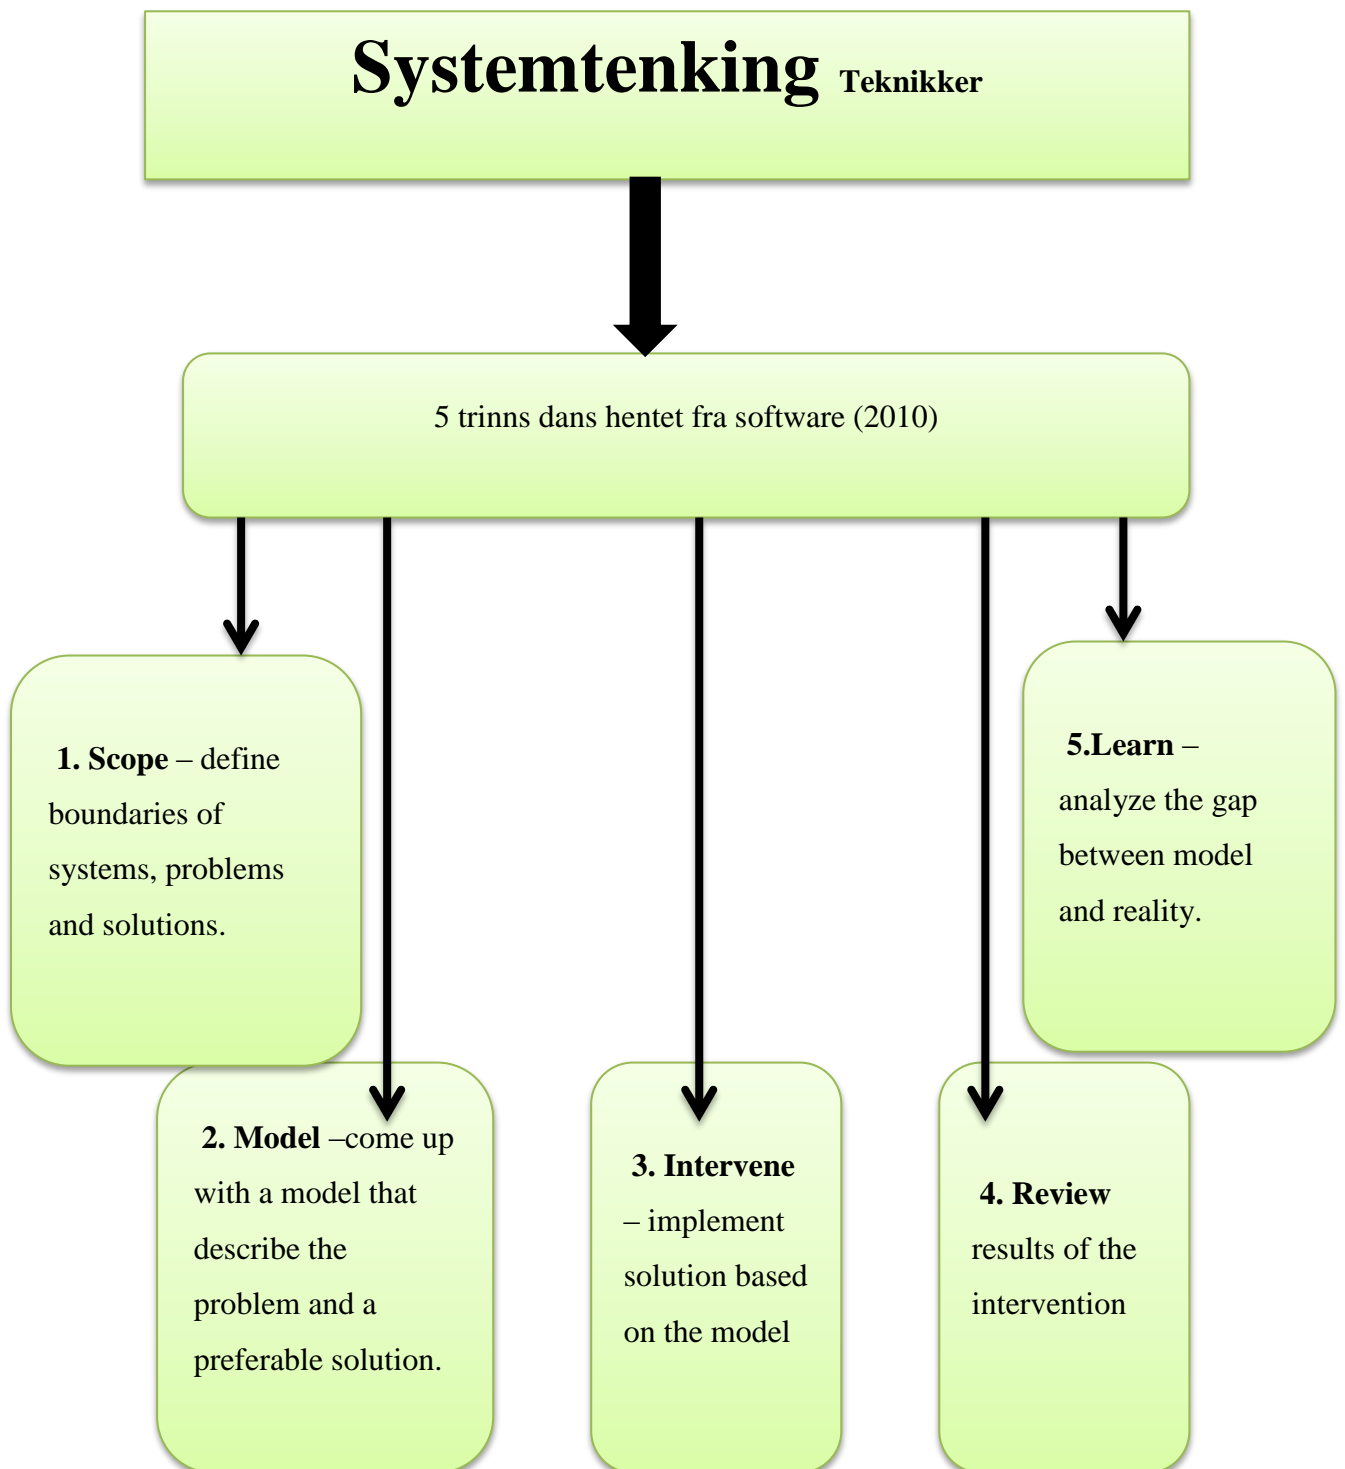 Systemtenking Teknikker
5 trinns dans hentet fra software (2010)
1. Scope – define
boundaries of
systems, problems
and solutions.
2. Model –come up
with a model that
describe the
problem and a
preferable solution.
3. Intervene
– implement
solution based
on the model
4. Review
results of the
intervention
5.Learn –
analyze the gap
between model
and reality.